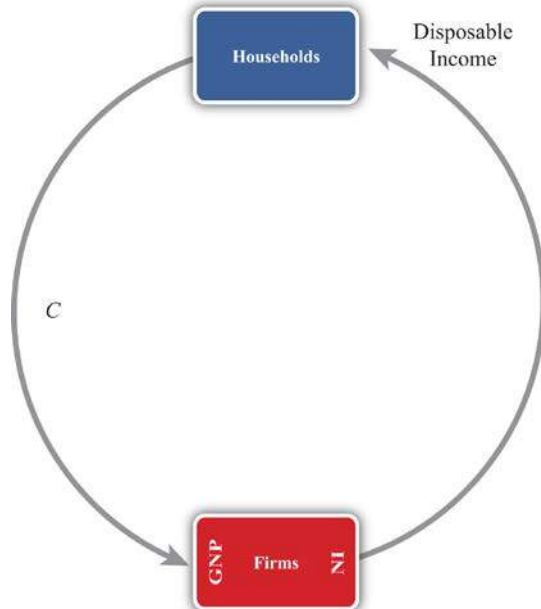 Households
Disposable
Income
C
GNP
Firms
NI